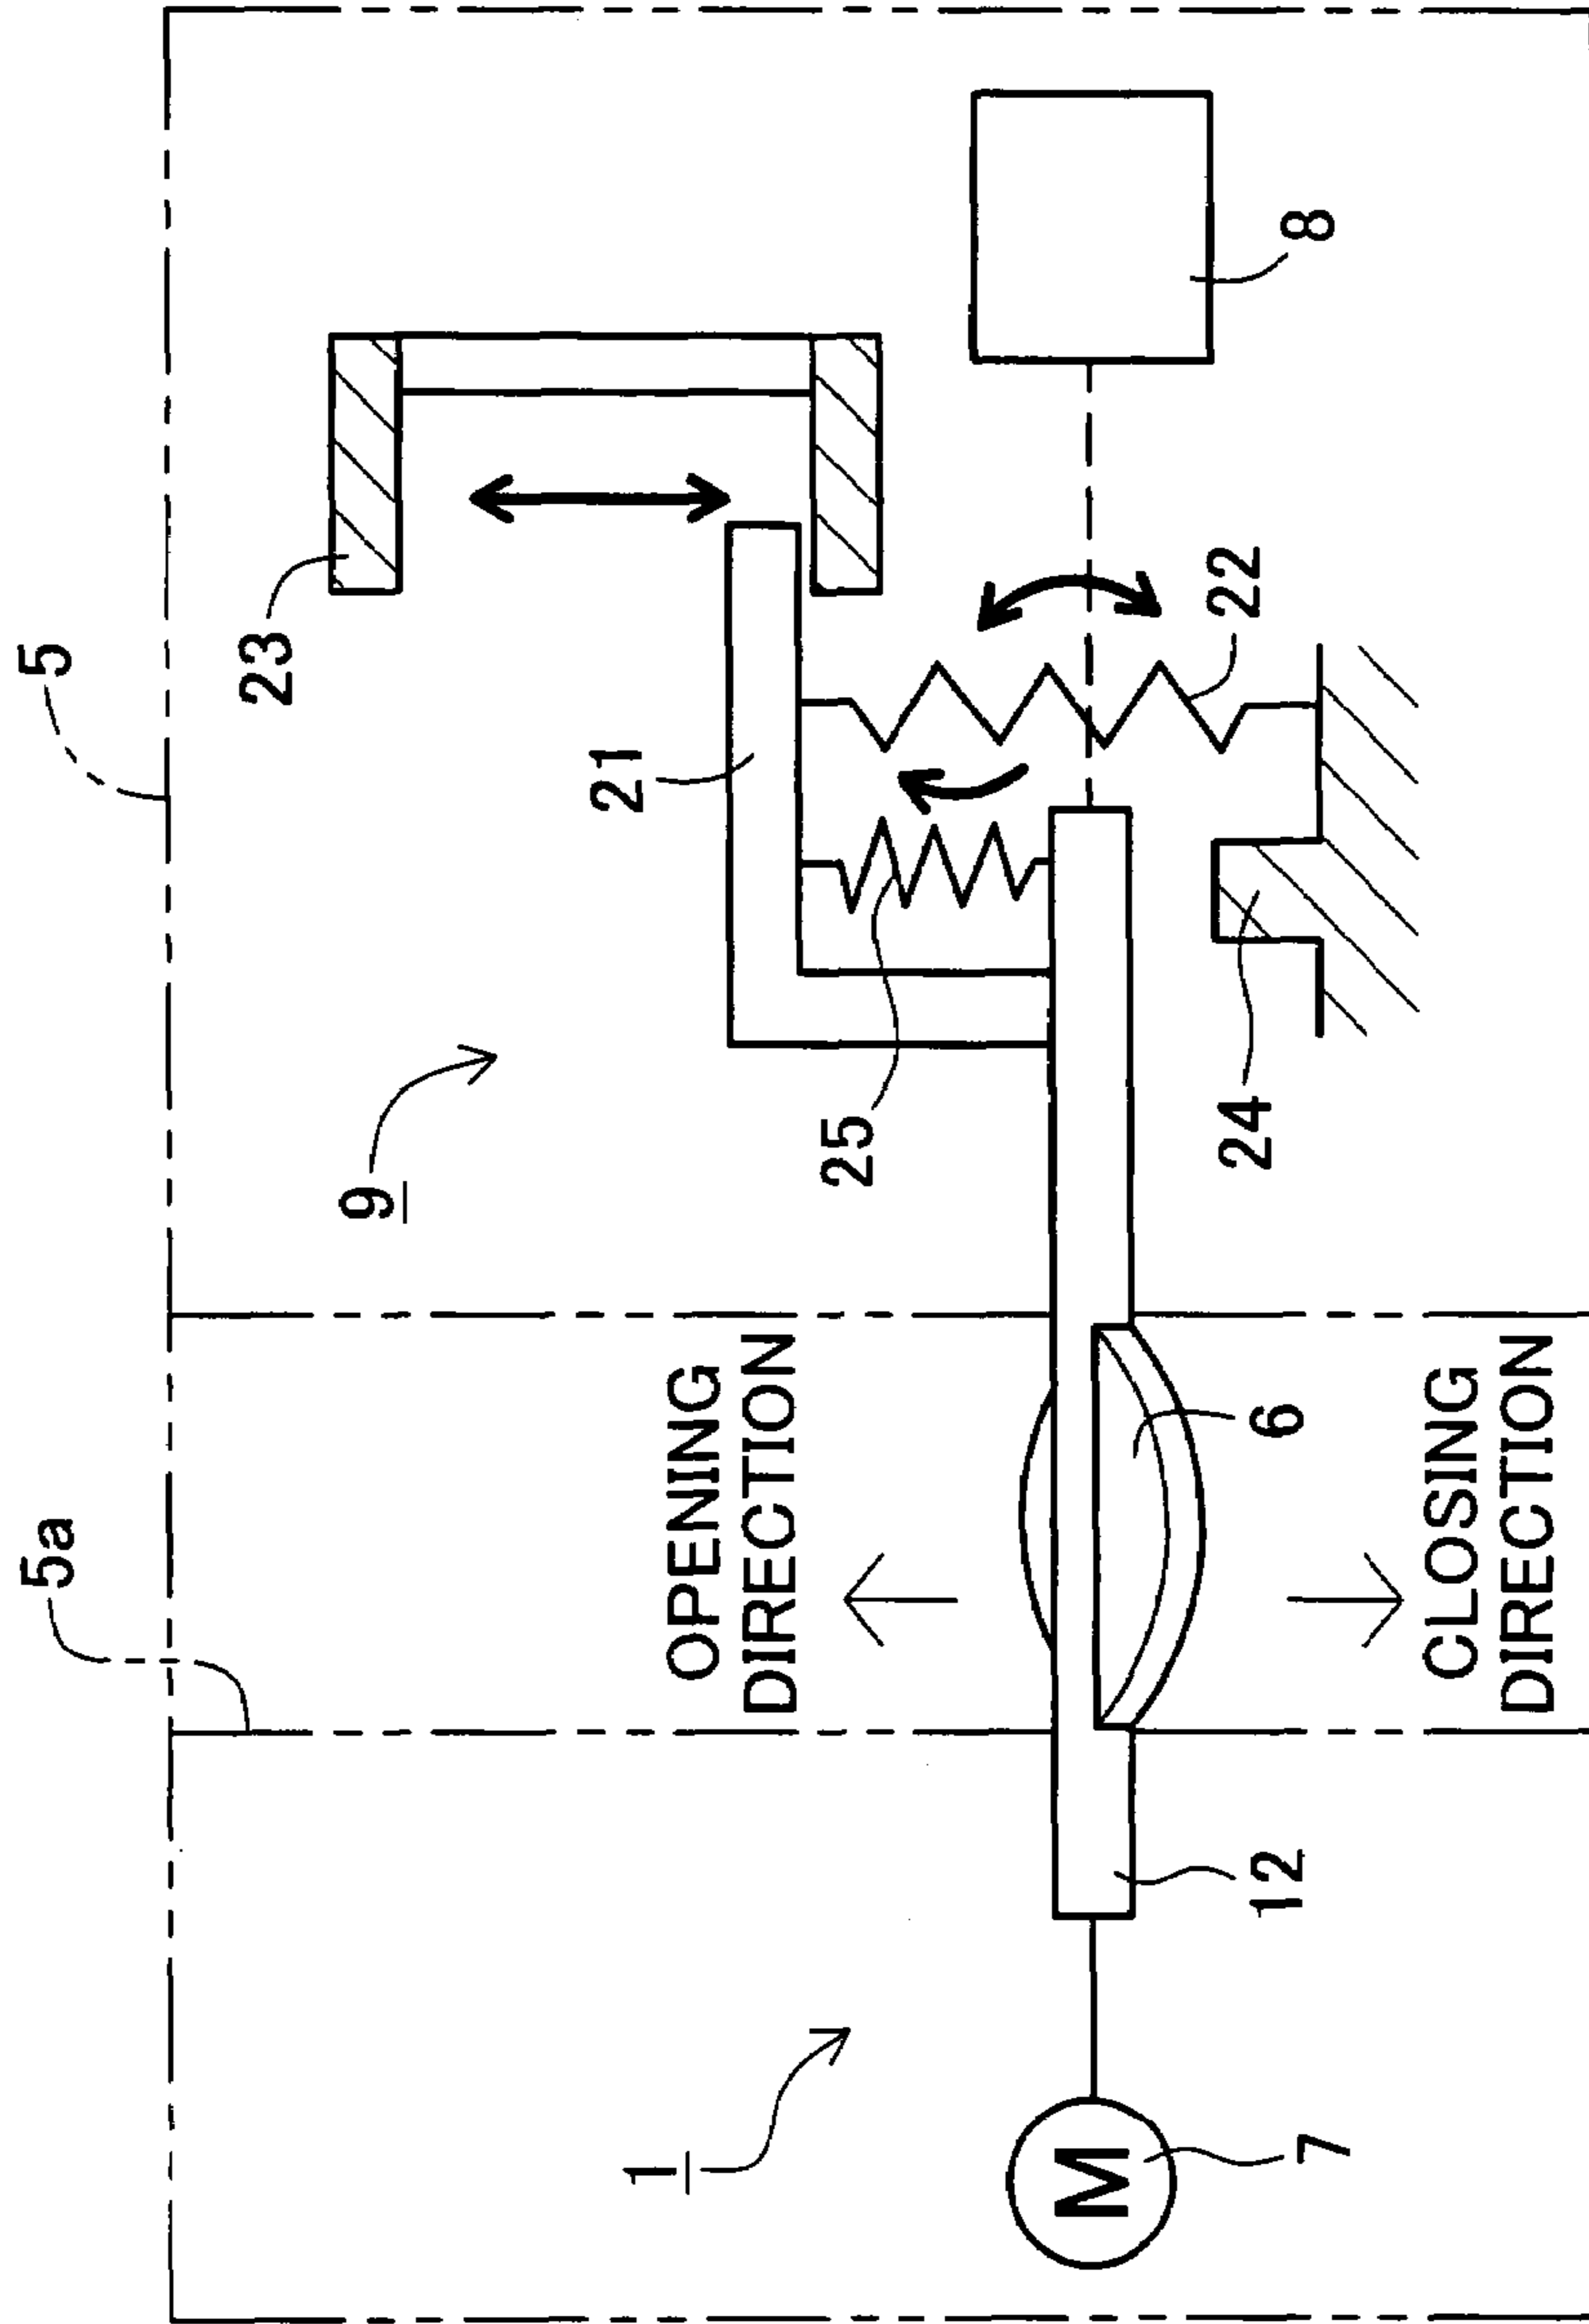 5a
5
9
23
1
21
OPENING
DIRECTION
25
M
24
22
12
6
7
8
CLOSING
DIRECTION